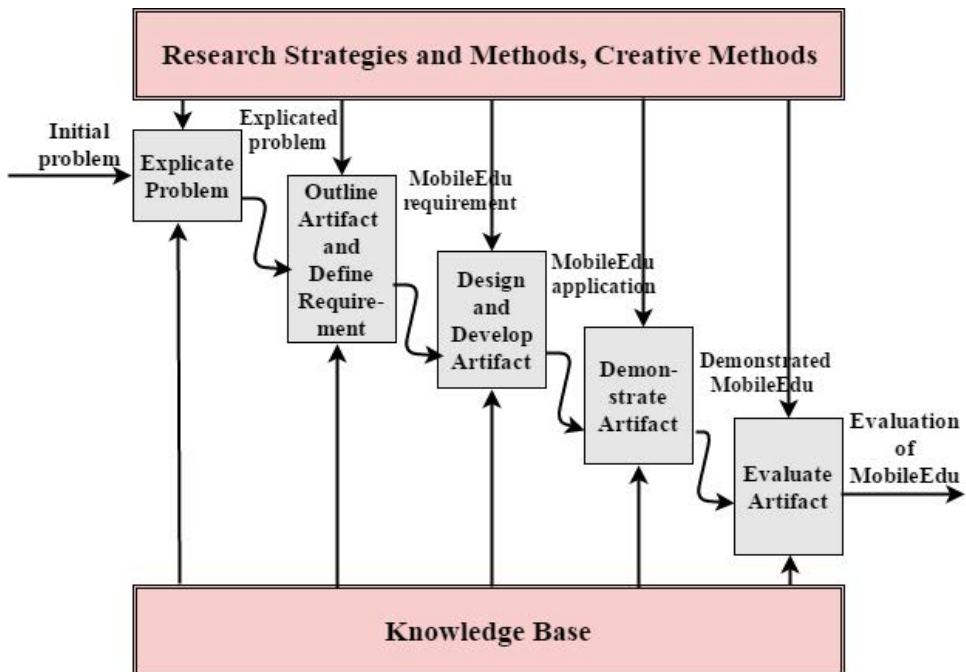 Research Strategies and Methods, Creative Methods
Initial
problem
Explicate
Problem
Explicated
problem
Outline
Artifact
and
Define
Require-
ment
MobileEdu
requirement
Design
and
Develop
Artifact
MobileEdu
application
Demon-
strate
Artifact
Demonstrated
MobileEdu
Evaluate
Artifact
Evaluation
of
MobileEdu
Knowledge Base